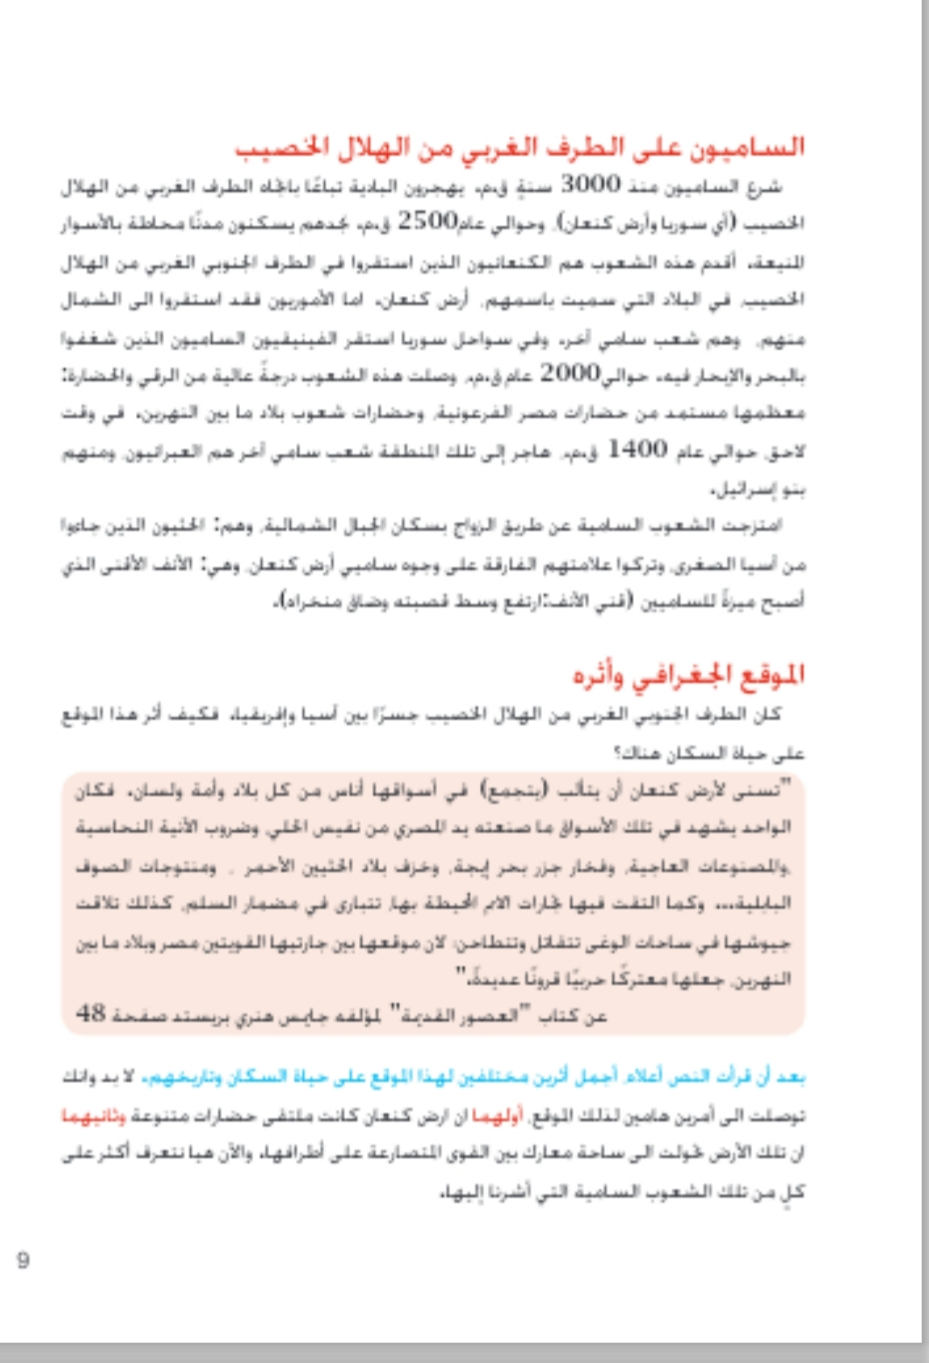 الساميون على الطرف الغربي من الهلال الخصيب
شرع الساميون منذ 3000 سنةٍ ق.م. يهجرون البادية تباعًا باتجاه الطرف الغربي من الهلال
الخصيب (أي سوريا وأرض كنعان). وحوالي عام2500 ق.م. نجدهم يسكنون مدنًا محاطة بالأسوار
المنيعة. أقدم هذه الشعوب هم الكنعانيون الذين استقروا في الطرف الجنوبي الغربي من الهلال
الخصيب، في البلاد التي سميت باسمهم، أرض كنعان. اما الأموريون فقد استقروا الى الشمال
منهم، وهم شعب سامي آخر. وفي سواحل سوريا استقر الفينيقيون الساميون الذين شغفوا
بالبحر والابحار فيه. حوالي2000 عام ق.م. وصلت هذه الشعوب درجةً عالية من الرقي والحضارة:
معظمها مستمد من حضارات مصر الفرعونية، وحضارات شعوب بلاد ما بين النهرين. في وقت
لاحق، حوالي عام 1400 ق.م. هاجر إلى تلك المنطقة شعب سامي آخر هم العبرانيون، ومنهم
بنو إسرائيل.
امتزجت الشعوب السامية عن طريق الزواج بسكان الجبال الشمالية، وهم: الحثيون الذين جاءوا
من آسيا الصغرى، وتركوا علامتهم الفارقة على وجوه ساميي أرض كنعان، وهي: الأنف الأقنى الذي
أصبح ميزةً للساميين (قني الأنف:ارتفع وسط قصبته وضاق منخراه).
الموقع الجغرافي وأثره
كان الطرف الجنوبي الغربي من الهلال الخصيب جسرًا بين آسيا وإفريقيا. فكيف أثر هذا الموقع
على حياة السكان هناك؟
"تسنى لأرض كنعان أن يتألب (يتجمع) في أسواقها أناس من كل بلاد وأمة ولسان. فكان
الواحد يشهد في تلك الأسواق ما صنعته يد المصري من نفيس الحلي، وضروب الآنية النحاسية
،والمصنوعات العاجية، وفخار جزر بحر إيجة، وخزف بلاد الحثيين الأحمر ، ومنتوجات الصوف
البابلية... وكما التقت فيها تجارات الامم المحيطة بها، تتبارى في مضمار السلم، كذلك تلاقت
جيوشها في ساحات الوغى تتقاتل وتتطاحن؛ لان موقعها بين جارتيها القويتين مصر وبلاد ما بين
النهرين، جعلها معتركًا حربيًا قرونًا عديدةً."
عن كتاب "العصور القديمة" لمؤلفه جايمس هنري بريستد صفحة 48
بعد أن قرأت النص أعلاه، أجمل أثرين مختلفين لهذا الموقع على حياة السكان وتاريخهم. لا بد وانك
توصلت الى أمرين هامين لذلك الموقع، أولهما ان ارض كنعان كانت ملتقى حضارات متنوعة وثانيهما
ان تلك الأرض تحولت الى ساحة معارك بين القوى المتصارعة على أطرافها. والآن هيا نتعرف أكثر على
كلٍ من تلك الشعوب السامية التي أشرنا إليها.
9